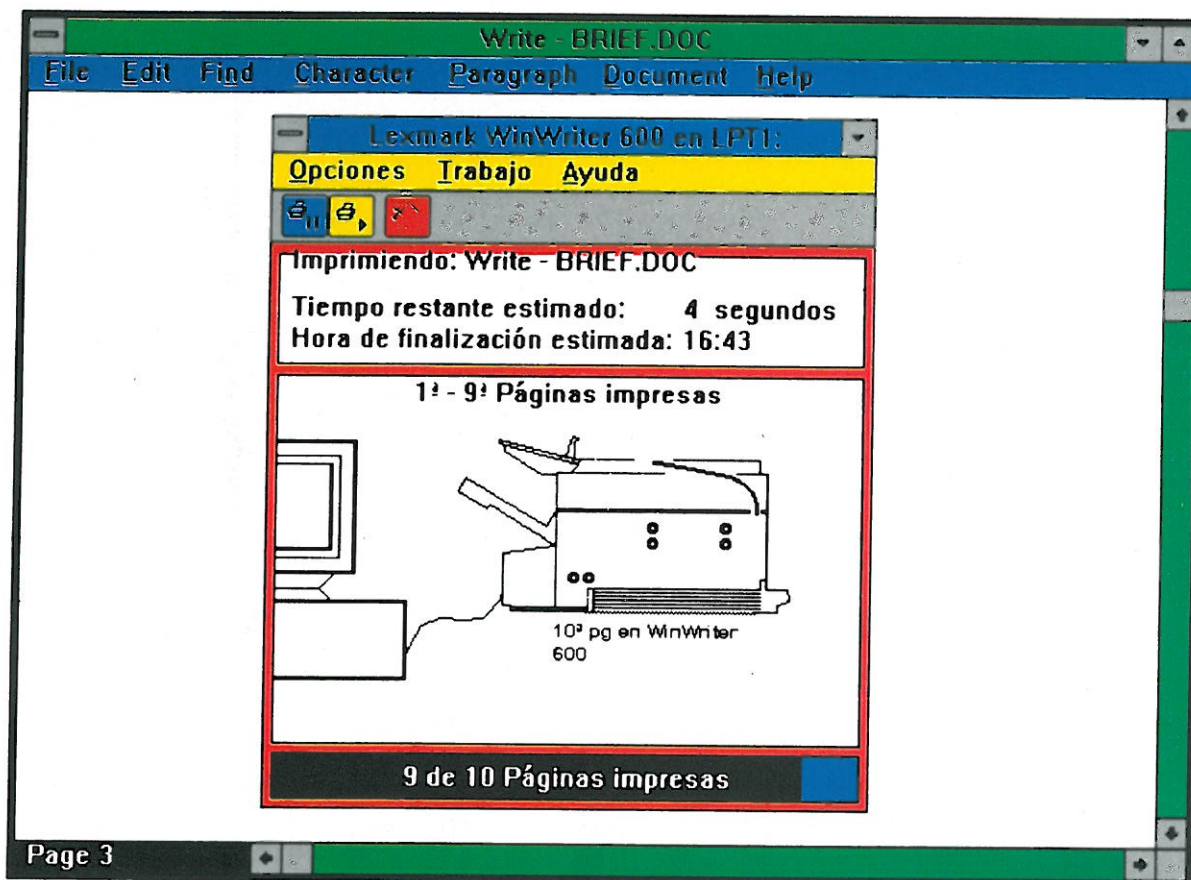 Write - BRIEF.DOC
File Edit Find Character Paragraph Document Help
Lexmark WinWriter 600 en LPT1:
Opciones Trabajo Ayuda
Imprimiendo: Write - BRIEF.DOC
Tiempo restante estimado: 4 segundos
Hora de finalización estimada: 16:43
1ª - 9ª Páginas impresas
10ª pg en WinWriter
600
9 de 10 Páginas impresas
Page 3